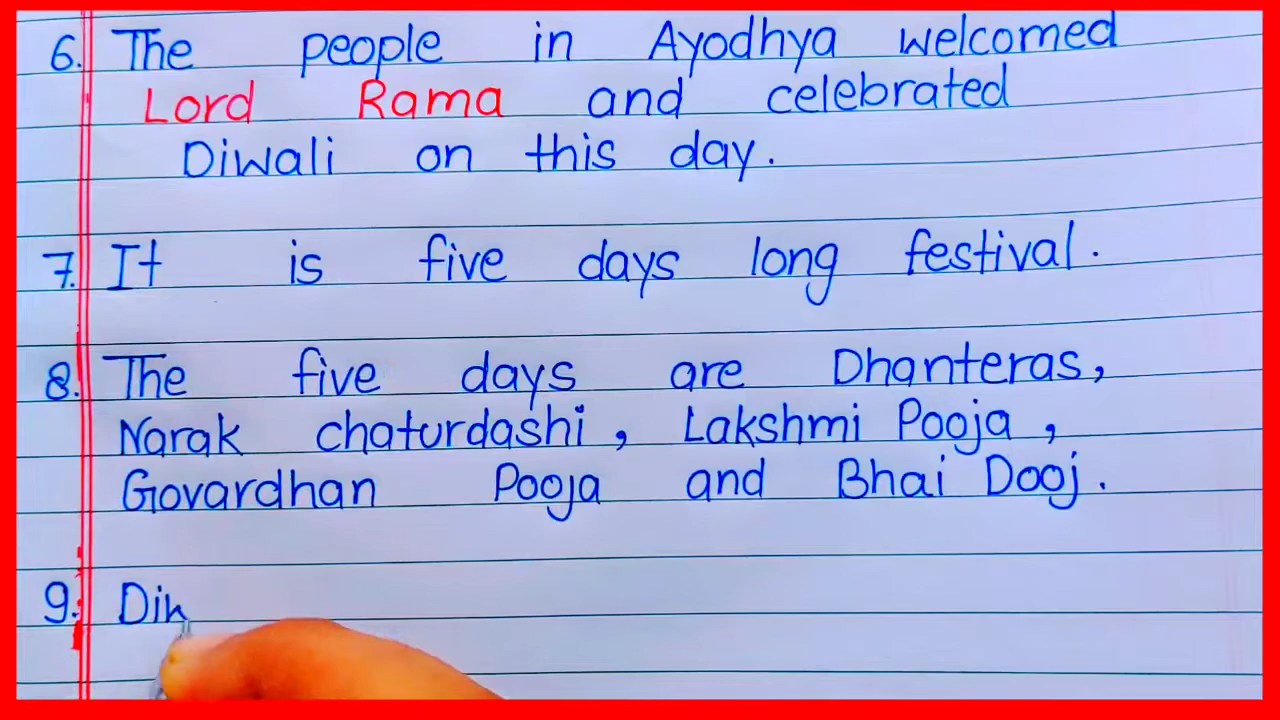 6. The people in Ayodhya welcomed
Lord Rama and celebrated
Diwali on this day.
7. It is five days long festival.
8. The five days are Dhanteras,
Narak chaturdashi, Lakshmi Pooja,
Govardhan Pooja and Bhai Dooj.
9.